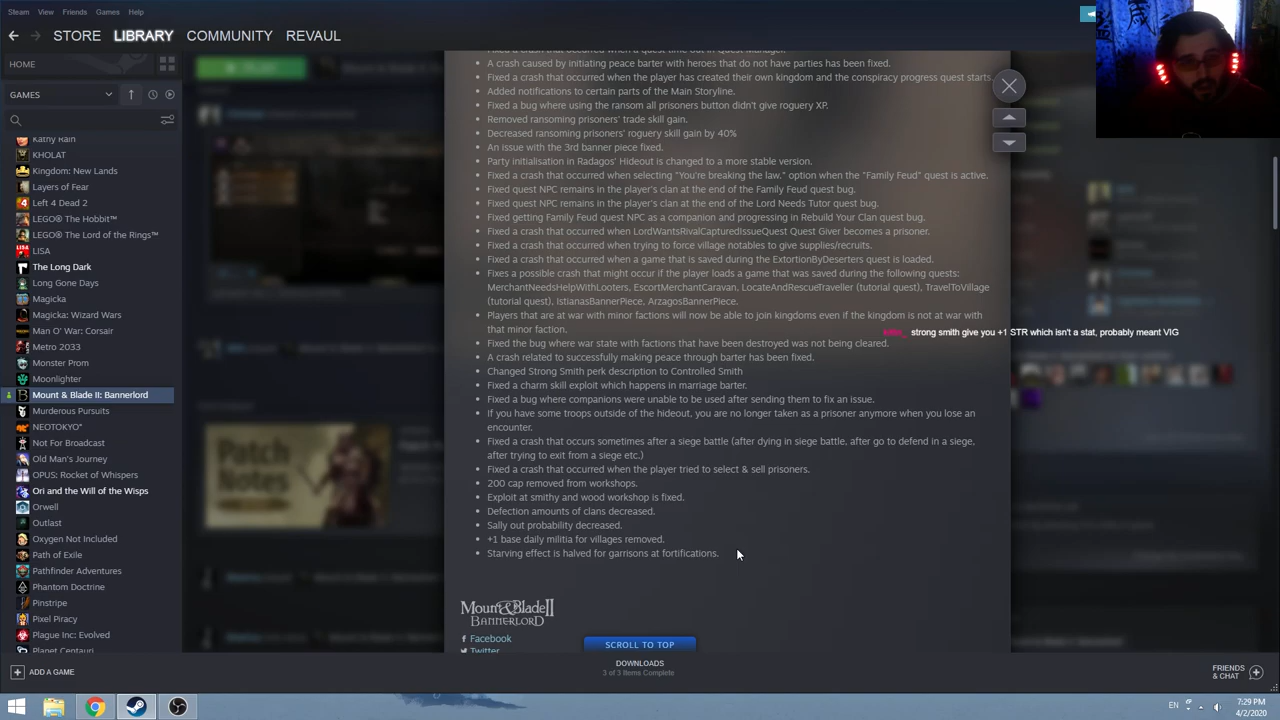 Steam View Friends Games Help
STORE LIBRARY COMMUNITY REVAUL
HOME
GAMES
Kathy Rain
KHOLAT
Kingdom: New Lands
Layers of Fear
Left 4 Dead 2
LEGO® The Hobbit™
LEGO® The Lord of the Rings™
LISA
The Long Dark
Long Gone Days
Magicka
Magicka: Wizard Wars
Man O' War: Corsair
Metro 2033
Monster Prom
Moonlighter
Mount & Blade II: Bannerlord
Murderous Pursuits
NEOTOKYO°
Not For Broadcast
Old Man's Journey
OPUS: Rocket of Whispers
Ori and the Will of the Wisps
Orwell
Outlast
Oxygen Not Included
Path of Exile
Pathfinder Adventures
Phantom Doctrine
Pinstripe
Pixel Piracy
Plague Inc: Evolved
Planet Centauri
ADD A GAME
Fixed a crash that occurred when a quest time out in Quest Manager.
A crash caused by initiating peace barter with heroes that do not have parties has been fixed.
Fixed a crash that occurred when the player has created their own kingdom and the conspiracy progress quest starts.
Added notifications to certain parts of the Main Storyline.
Fixed a bug where using the ransom all prisoners button didn't give roguery XP.
Removed ransoming prisoners' trade skill gain.
Decreased ransoming prisoners' roguery skill gain by 40%
An issue with the 3rd banner piece fixed.
Party initialisation in Radagos' Hideout is changed to a more stable version.
Fixed a crash that occurred when selecting "You're breaking the law." option when the "Family Feud" quest is active.
Fixed quest NPC remains in the player's clan at the end of the Family Feud quest bug.
Fixed quest NPC remains in the player's clan at the end of the Lord Needs Tutor quest bug.
Fixed getting Family Feud quest NPC as a companion and progressing in Rebuild Your Clan quest bug.
Fixed a crash that occurred when LordWantsRivalCapturedIssueQuest Quest Giver becomes a prisoner.
Fixed a crash that occurred when trying to force village notables to give supplies/recruits.
Fixed a crash that occurred when a game that is saved during the ExtortionByDeserters quest is loaded.
Fixes a possible crash that might occur if the player loads a game that was saved during the following quests:
MerchantNeedsHelpWithLooters, EscortMerchantCaravan, LocateAndRescueTraveller (tutorial quest), TravelToVillage
(tutorial quest), IstianasBannerPiece, ArzagosBannerPiece.
Players that are at war with minor factions will now be able to join kingdoms even if the kingdom is not at war with
that minor faction.
strong smith give you +1 STR which isn't a stat, probably meant VIG
Fixed the bug where war state with factions that have been destroyed was not being cleared.
A crash related to successfully making peace through barter has been fixed.
Changed Strong Smith perk description to Controlled Smith
Fixed a charm skill exploit which happens in marriage barter.
Fixed a bug where companions were unable to be used after sending them to fix an issue.
If you have some troops outside of the hideout, you are no longer taken as a prisoner anymore when you lose an
encounter.
Fixed a crash that occurs sometimes after a siege battle (after dying in siege battle, after go to defend in a siege,
after trying to exit from a siege etc.)
Fixed a crash that occurred when the player tried to select & sell prisoners.
200 cap removed from workshops.
Exploit at smithy and wood workshop is fixed.
Defection amounts of clans decreased.
Sally out probability decreased.
+1 base daily militia for villages removed.
Starving effect is halved for garrisons at fortifications.
Mount&Blade II
BANNERLORD
Facebook
Twitter
SCROLL TO TOP
DOWNLOADS
3 of 3 Items Complete
FRIENDS
& CHAT
EN
7:29 PM
4/2/2020